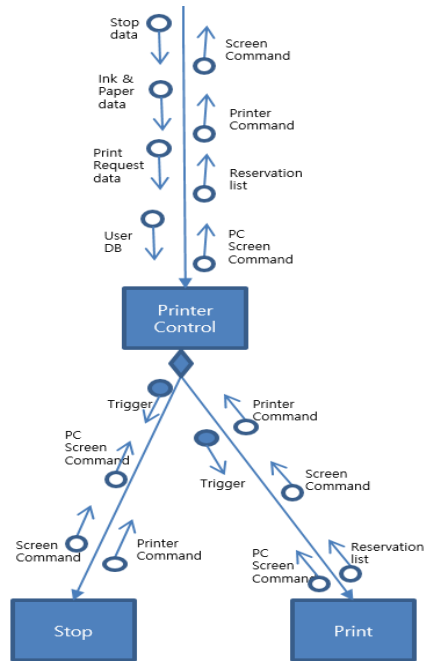 Stop
data
Screen
Command
Ink &
Paper
data
Printer
Command
Print
Request
data
Reservation
list
User
DB
PC
Screen
Command
Printer
Control
Trigger
Printer
Command
PC
Screen
Command
Trigger
Screen
Command
Screen
Command
Printer
Command
PC
Screen
Command
Reservation
list
Stop
Print